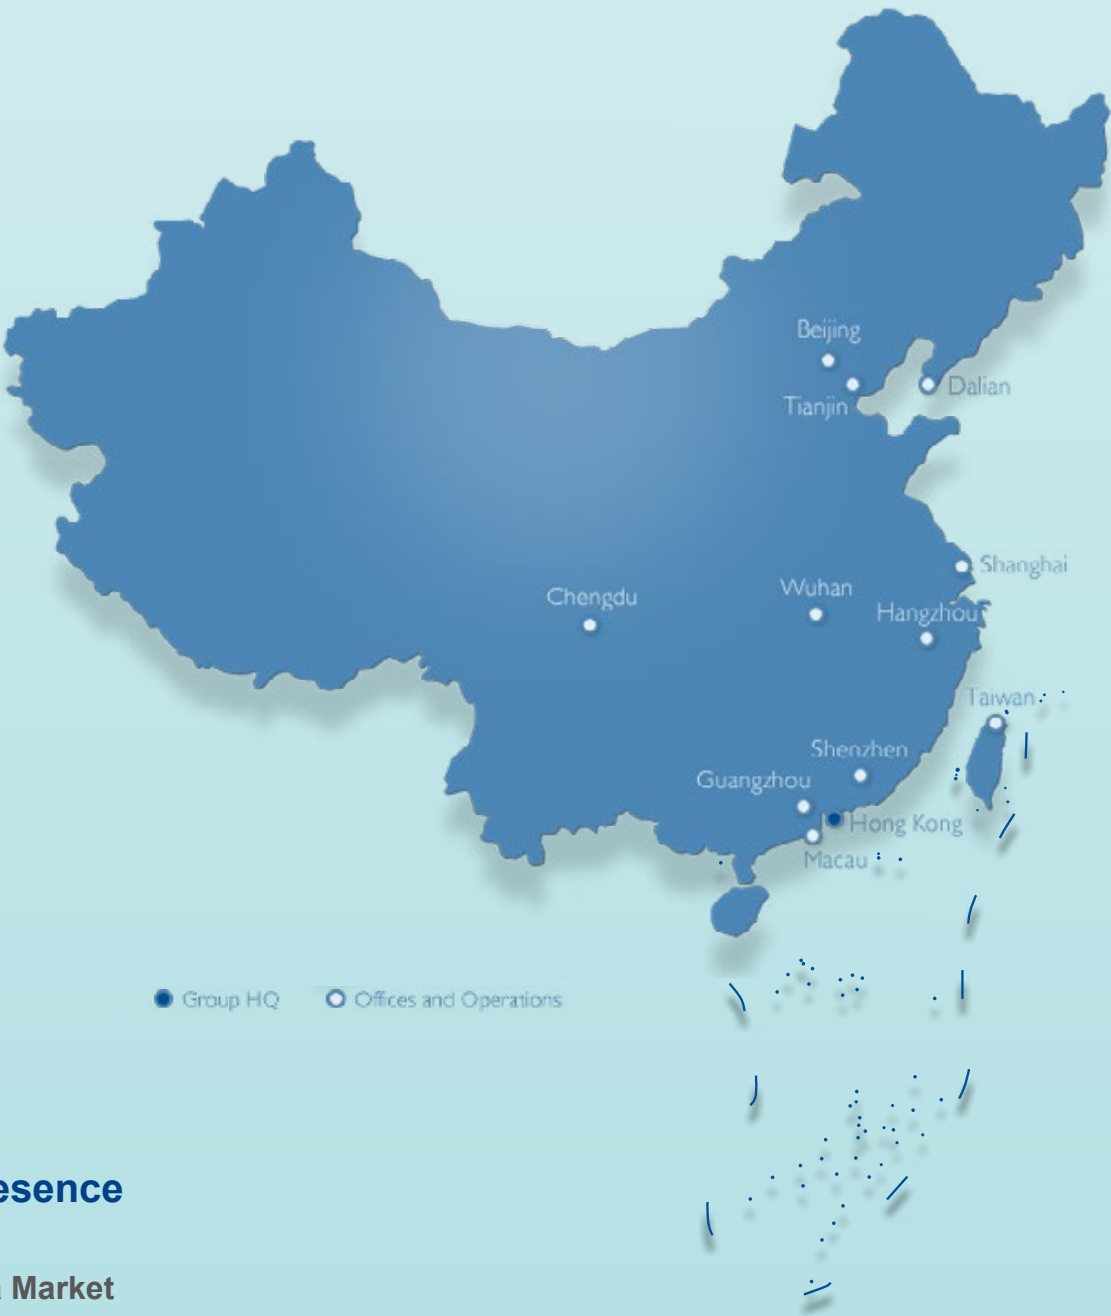 Beijing
Dalian
Tianjin
Shanghai
Wuhan
Chengdu
Hangzhou
Taiwan
Shenzhen
Guangzhou
Hong Kong
Macau
Group HQ
Offices and Operations
esence
Market